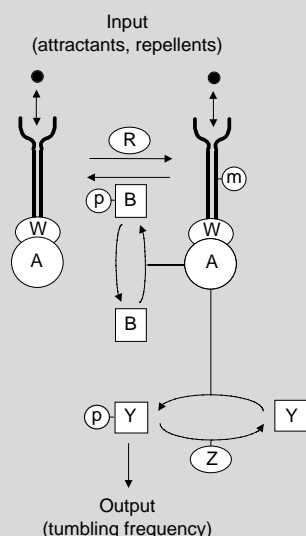 Input
(attractants, repellents)
R
m
p B
W W
A A
B
p Y Y
Z
Output
(tumbling frequency)